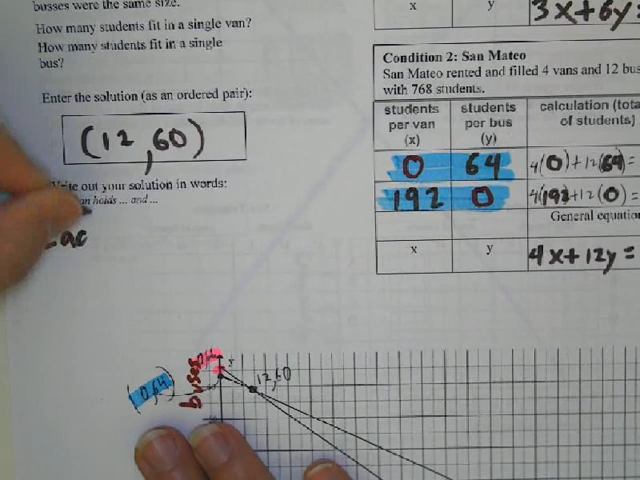 busses were the same size.
How many students fit in a single van?
How many students fit in a single
bus?
Enter the solution (as an ordered pair):
(12, 60)
out your solution in words:
holds ... and ...
x y 3x+6y=
Condition 2: San Mateo
San Mateo rented and filled 4 vans and 12 bus
with 768 students.
students per van (x) students per bus (y) calculation (tota of students)
0 64 4(0)+12(64)=
192 0 4(192)+12(0)=
General equatio
x y 4x+12y=
(0,64)
12,60